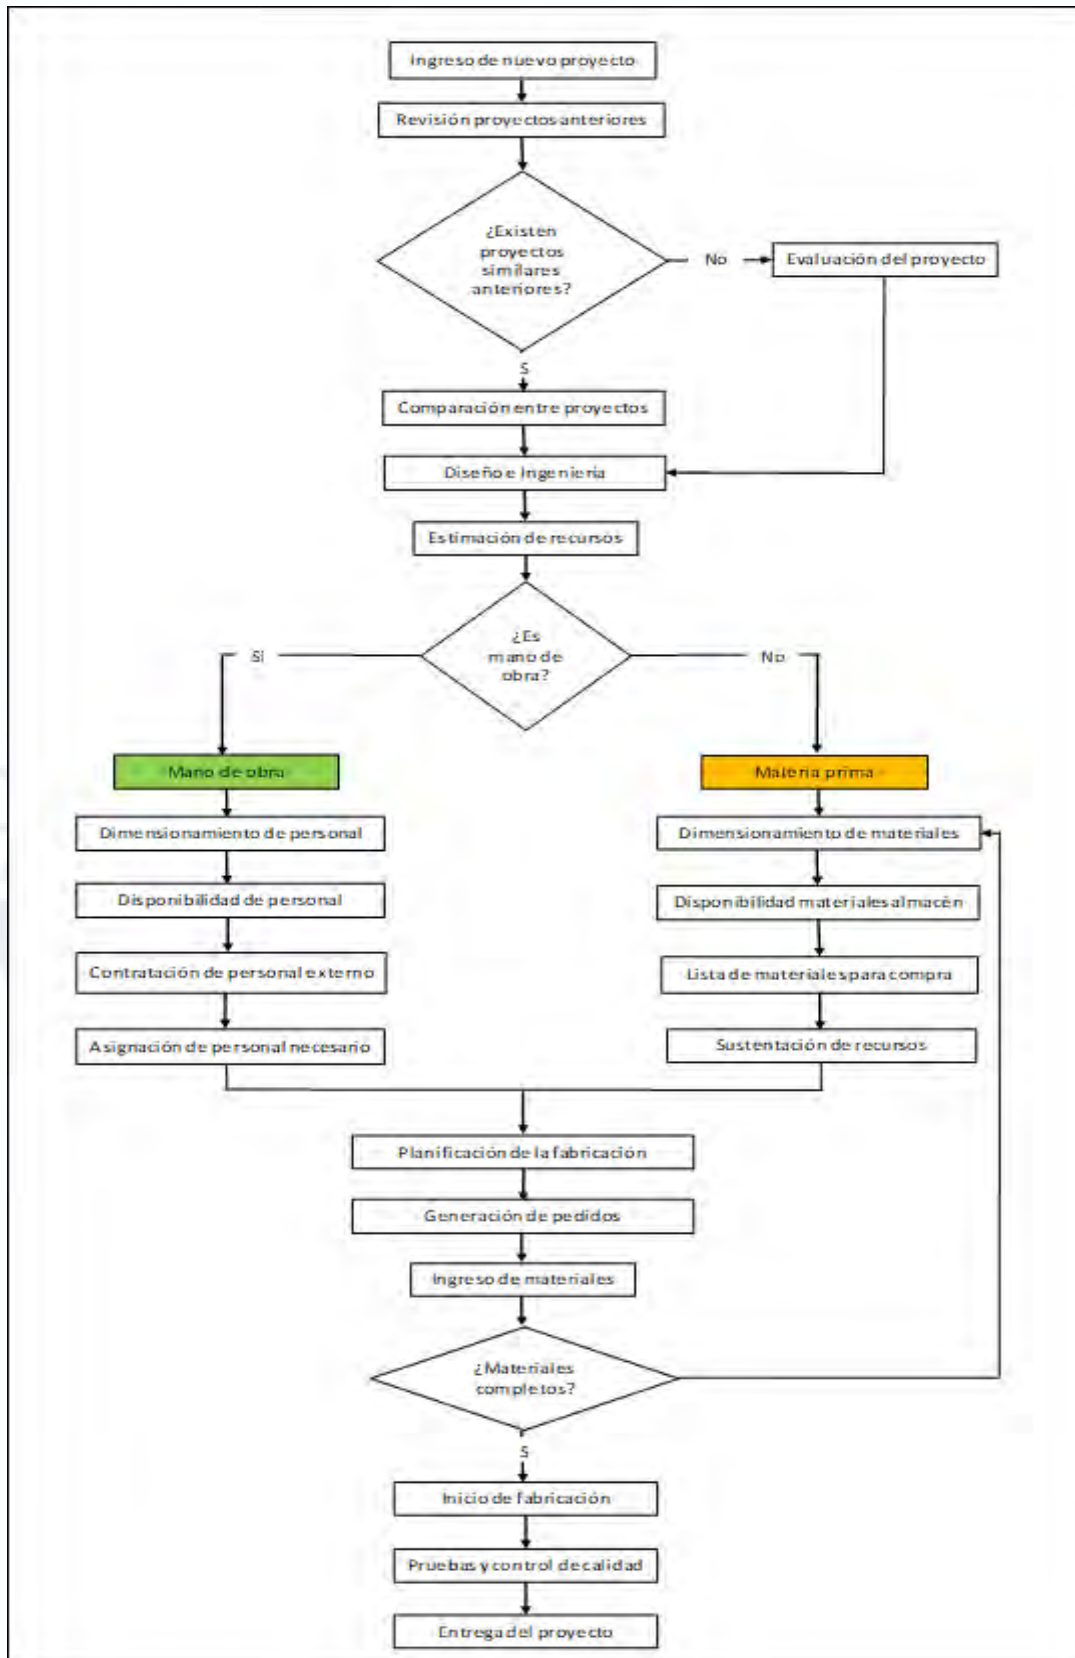 Ingreso de nuevo proyecto
Revisión proyectos anteriores
¿Existen
proyectos
similares
anteriores?
No
Evaluación del proyecto
S
Comparación entre proyectos
Diseño e Ingeniería
Estimación de recursos
¿Es
mano de
obra?
Si
No
Mano de obra
Materia prima
Dimensionamiento de personal
Dimensionamiento de materiales
Disponibilidad de personal
Disponibilidad materiales almacén
Contratación de personal externo
Lista de materiales para compra
Asignación de personal necesario
Sustentación de recursos
Planificación de la fabricación
Generación de pedidos
Ingreso de materiales
¿Materiales
completos?
S
Inicio de fabricación
Pruebas y control de calidad
Entrega del proyecto